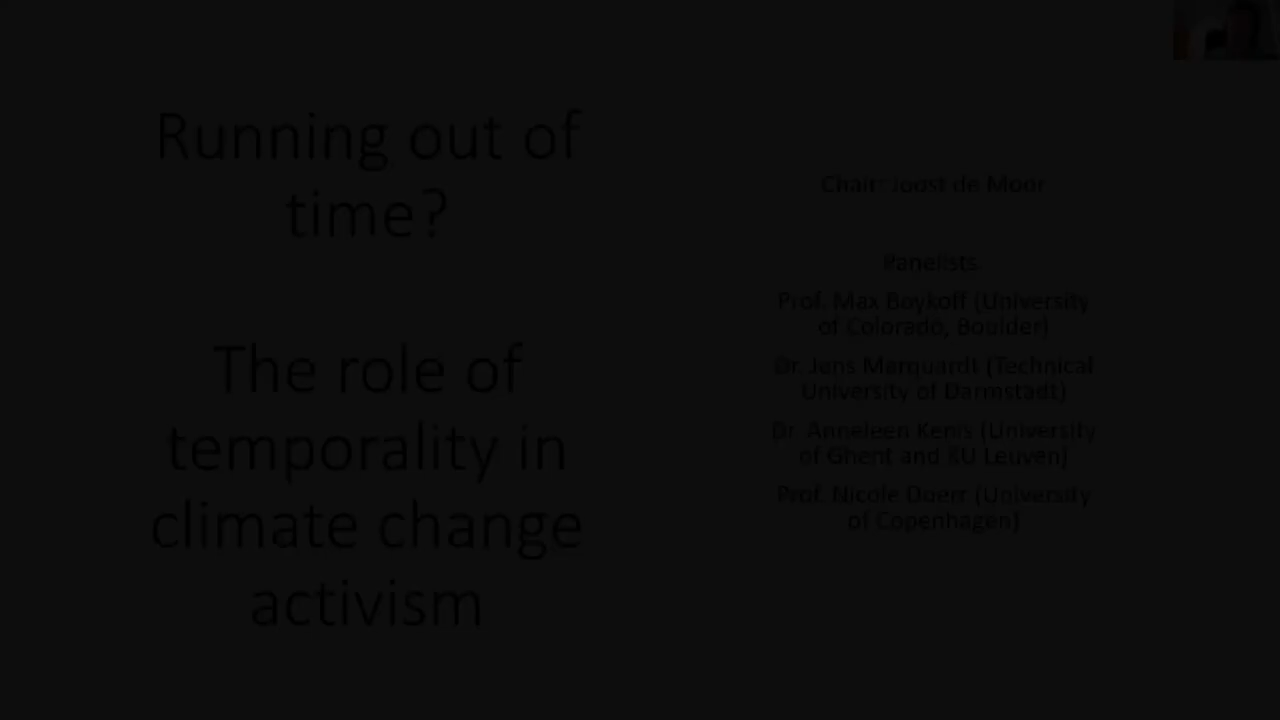 Running out of
time?
The role of
temporality in
climate change
activism
Chair: Joost de Moor
Panelists:
Prof. Max Boykoff (University
of Colorado, Boulder)
Dr. Jens Marquardt (Technical
University of Darmstadt)
Dr. Anneleen Kenis (University
of Ghent and KU Leuven)
Prof. Nicole Doerr (University
of Copenhagen)